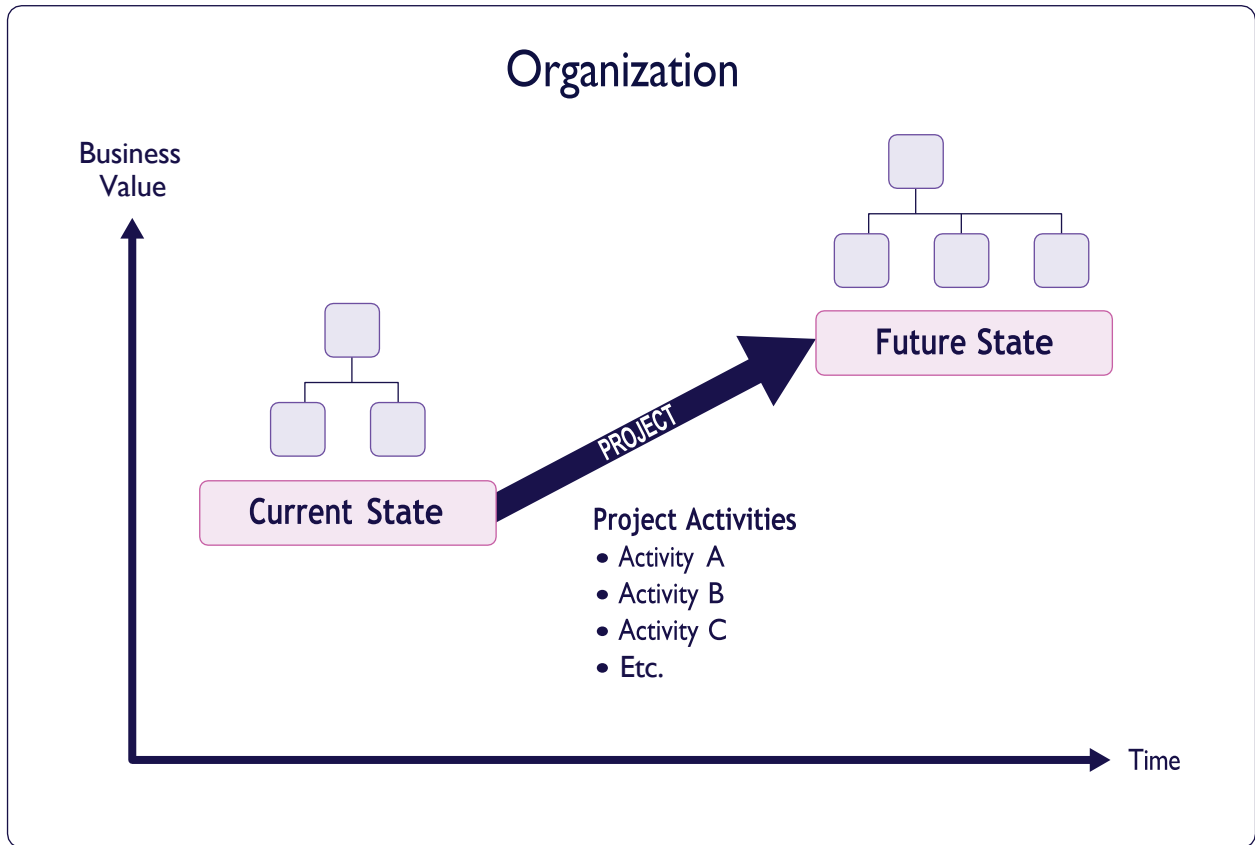 Organization
Business
Value
Future State
PROJECT
Current State
Project Activities
• Activity A
• Activity B
• Activity C
• Etc.
Time